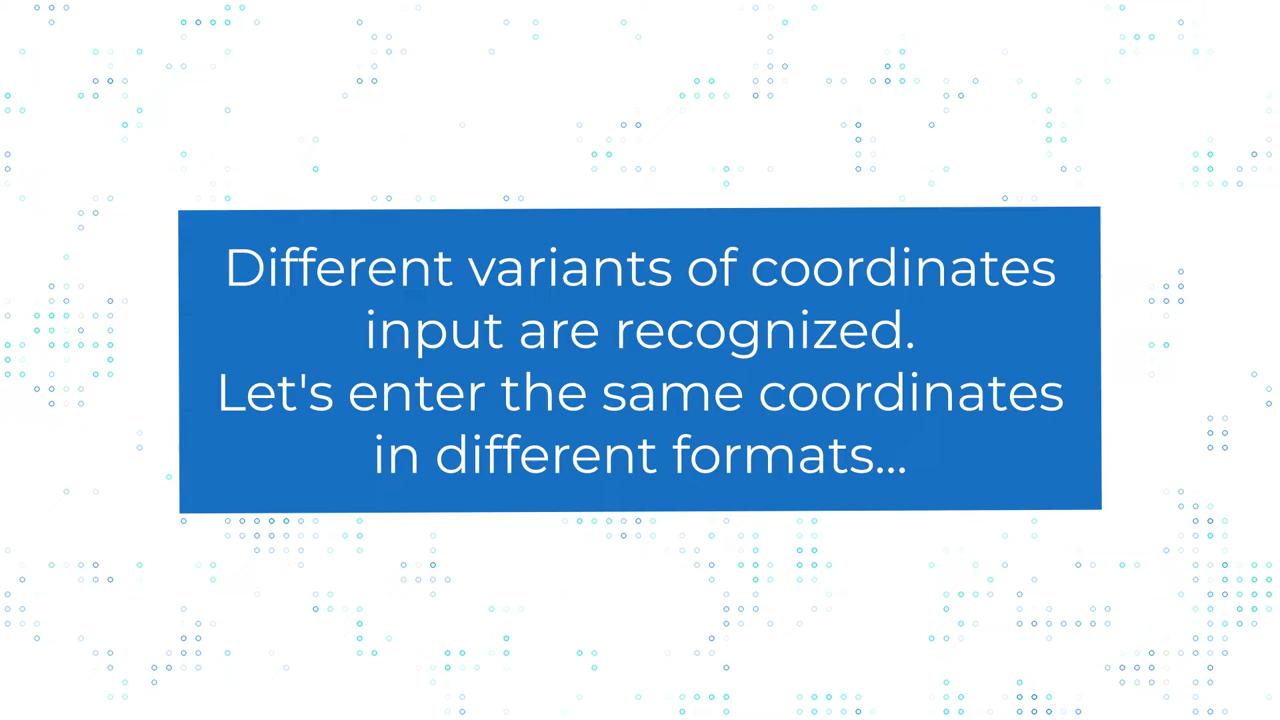 Different variants of coordinates
input are recognized.
Let's enter the same coordinates
in different formats...